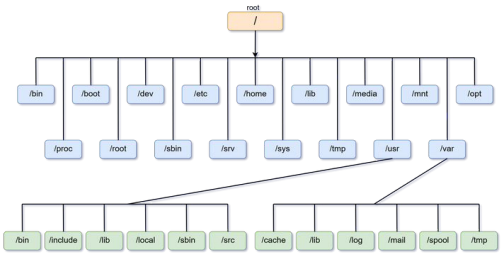 root
/
/bin
/boot
/dev
/etc
/home
/lib
/media
/mnt
/opt
/proc
/root
/sbin
/srv
/sys
/tmp
/usr
/var
/bin
/include
/lib
/local
/sbin
/src
/cache
/lib
/log
/mail
/spool
/tmp